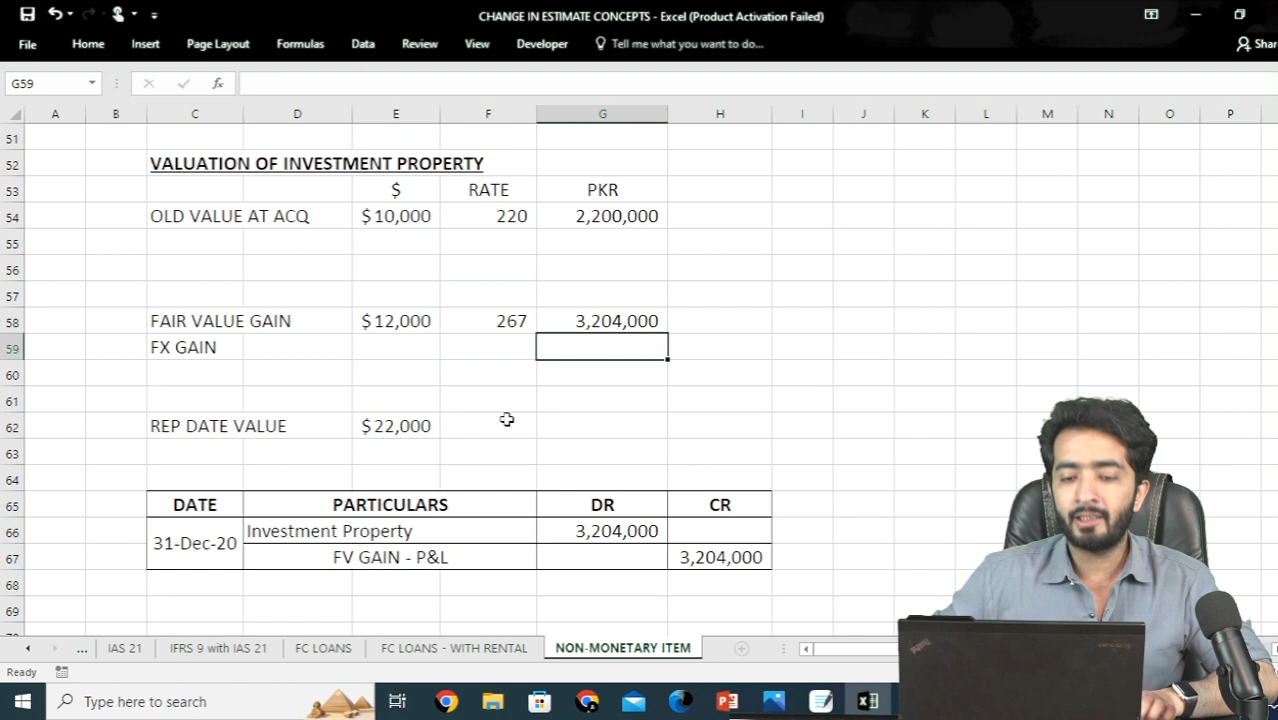 CHANGE IN ESTIMATE CONCEPTS - Excel (Product Activation Failed)
File Home Insert Page Layout Formulas Data Review View Developer Tell me what you want to do... Shar
G59 fx
A B C D E F G H I J K L M N O P
51
52 VALUATION OF INVESTMENT PROPERTY
53 $ RATE PKR
54 OLD VALUE AT ACQ $10,000 220 2,200,000
55
56
57
58 FAIR VALUE GAIN $12,000 267 3,204,000
59 FX GAIN
60
61
62 REP DATE VALUE $22,000
63
64
65 DATE PARTICULARS DR CR
66 Investment Property 3,204,000
31-Dec-20
67 FV GAIN - P&L 3,204,000
68
69
... IAS 21 IFRS 9 with IAS 21 FC LOANS FC LOANS - WITH RENTAL NON-MONETARY ITEM
Ready
Type here to search